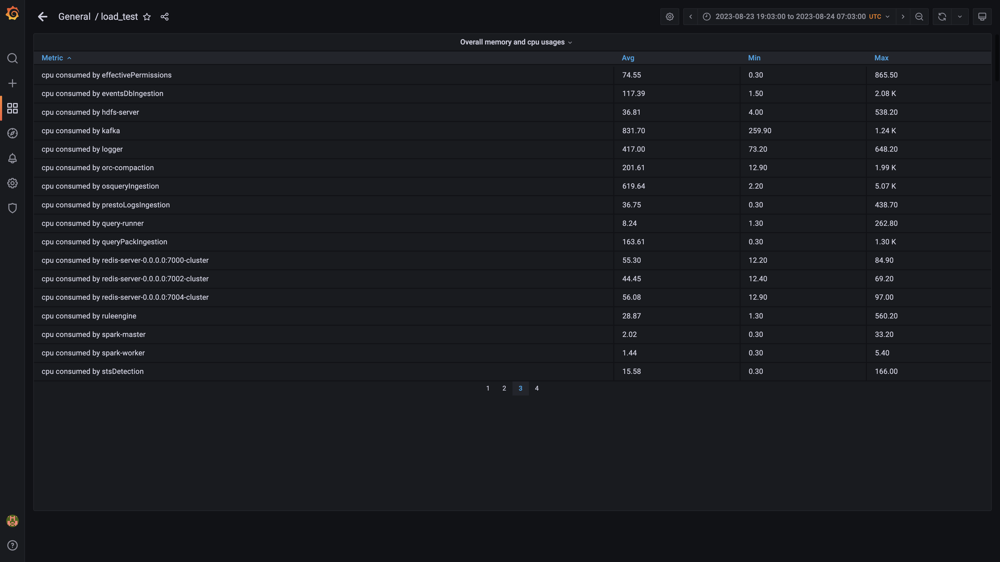 General / load_test
2023-08-23 19:03:00 to 2023-08-24 07:03:00 UTC
Overall memory and cpu usages
Metric Avg Min Max
cpu consumed by effectivePermissions 74.55 0.30 865.50
cpu consumed by eventsDbIngestion 117.39 1.50 2.08 K
cpu consumed by hdfs-server 36.81 4.00 538.20
cpu consumed by kafka 831.70 259.90 1.24 K
cpu consumed by logger 417.00 73.20 648.20
cpu consumed by orc-compaction 201.61 12.90 1.99 K
cpu consumed by osqueryIngestion 619.64 2.20 5.07 K
cpu consumed by prestoLogsIngestion 36.75 0.30 438.70
cpu consumed by query-runner 8.24 1.30 262.80
cpu consumed by queryPackIngestion 163.61 0.30 1.30 K
cpu consumed by redis-server-0.0.0.0:7000-cluster 55.30 12.20 84.90
cpu consumed by redis-server-0.0.0.0:7002-cluster 44.45 12.40 69.20
cpu consumed by redis-server-0.0.0.0:7004-cluster 56.08 12.90 97.00
cpu consumed by ruleengine 28.87 1.30 560.20
cpu consumed by spark-master 2.02 0.30 33.20
cpu consumed by spark-worker 1.44 0.30 5.40
cpu consumed by stsDetection 15.58 0.30 166.00
1 2 3 4